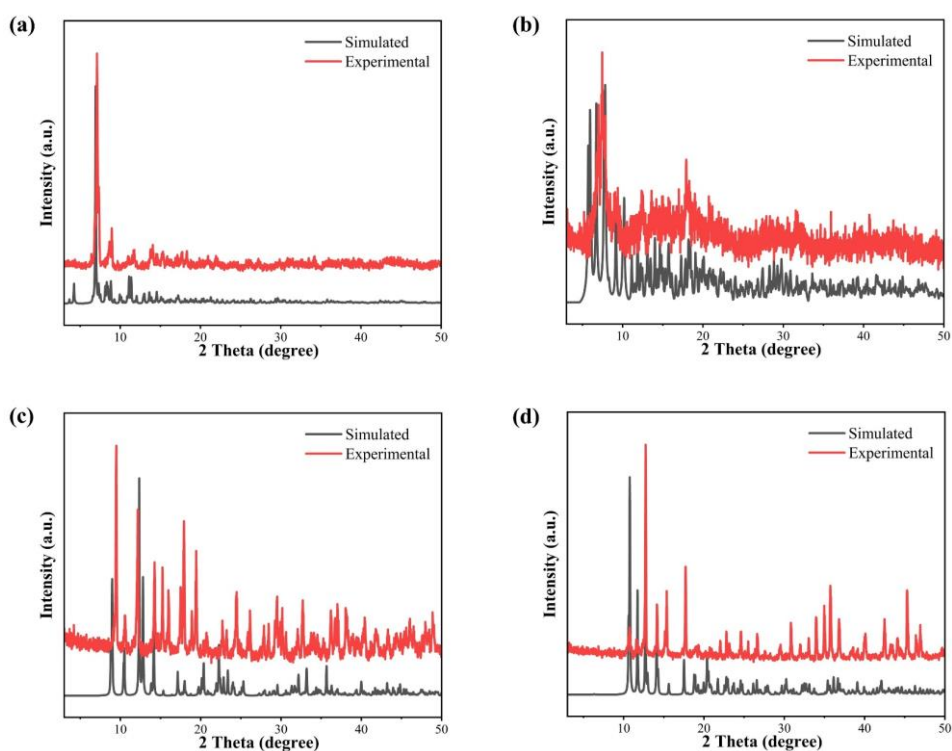 (a)
Simulated
Experimental
Intensity (a.u.)
10 20 30 40 50
2 Theta (degree)
(b)
Simulated
Experimental
Intensity (a.u.)
10 20 30 40 50
2 Theta (degree)
(c)
Simulated
Experimental
Intensity (a.u.)
10 20 30 40 50
2 Theta (degree)
(d)
Simulated
Experimental
Intensity (a.u.)
10 20 30 40 50
2 Theta (degree)